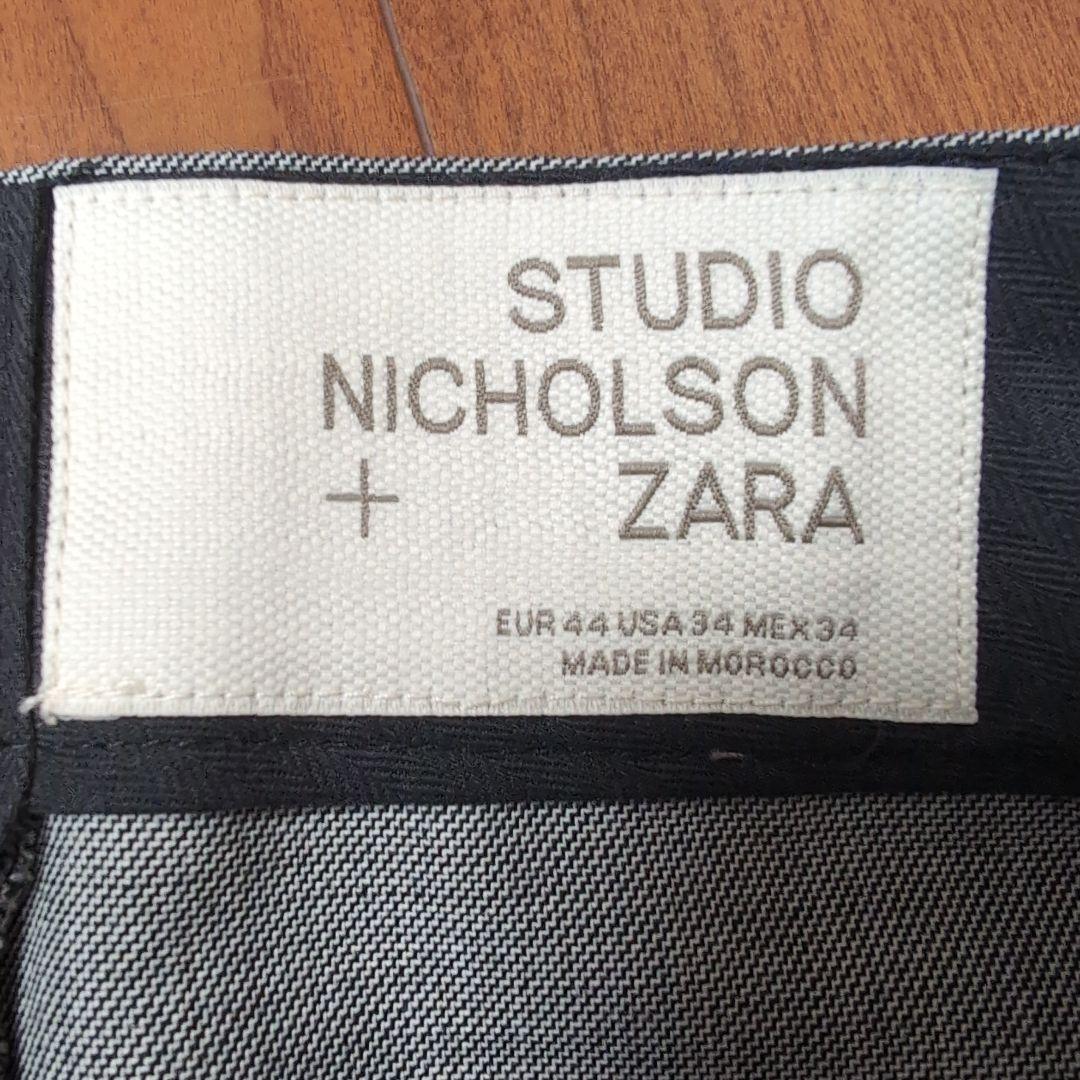 STUDIO
NICHOLSON
+ ZARA
EUR 44 USA 34 MEX 34
MADE IN MOROCCO